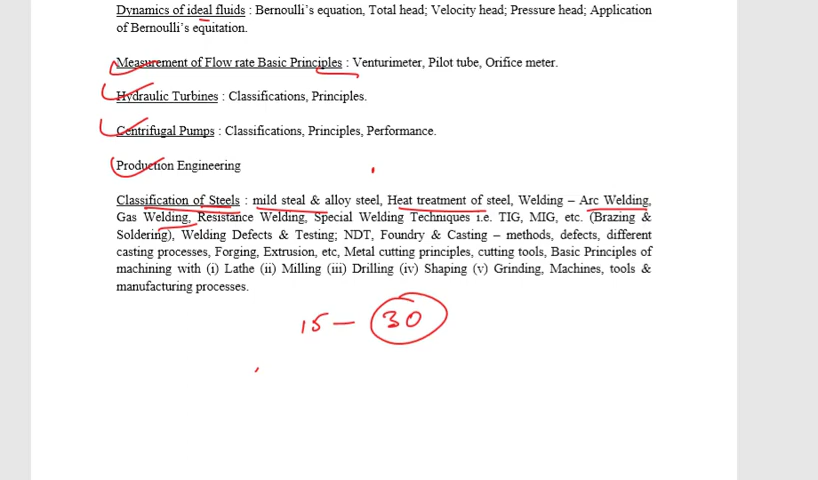 Dynamics of ideal fluids : Bernoulli's equation, Total head; Velocity head; Pressure head; Application
of Bernoulli's equitation.
Measurement of Flow rate Basic Principles : Venturimeter, Pilot tube, Orifice meter.
Hydraulic Turbines : Classifications, Principles.
Centrifugal Pumps : Classifications, Principles, Performance.
Production Engineering
Classification of Steels : mild steal & alloy steel, Heat treatment of steel, Welding – Arc Welding,
Gas Welding, Resistance Welding, Special Welding Techniques i.e. TIG, MIG, etc. (Brazing &
Soldering), Welding Defects & Testing; NDT, Foundry & Casting – methods, defects, different
casting processes, Forging, Extrusion, etc, Metal cutting principles, cutting tools, Basic Principles of
machining with (i) Lathe (ii) Milling (iii) Drilling (iv) Shaping (v) Grinding, Machines, tools &
manufacturing processes.
15 – 30